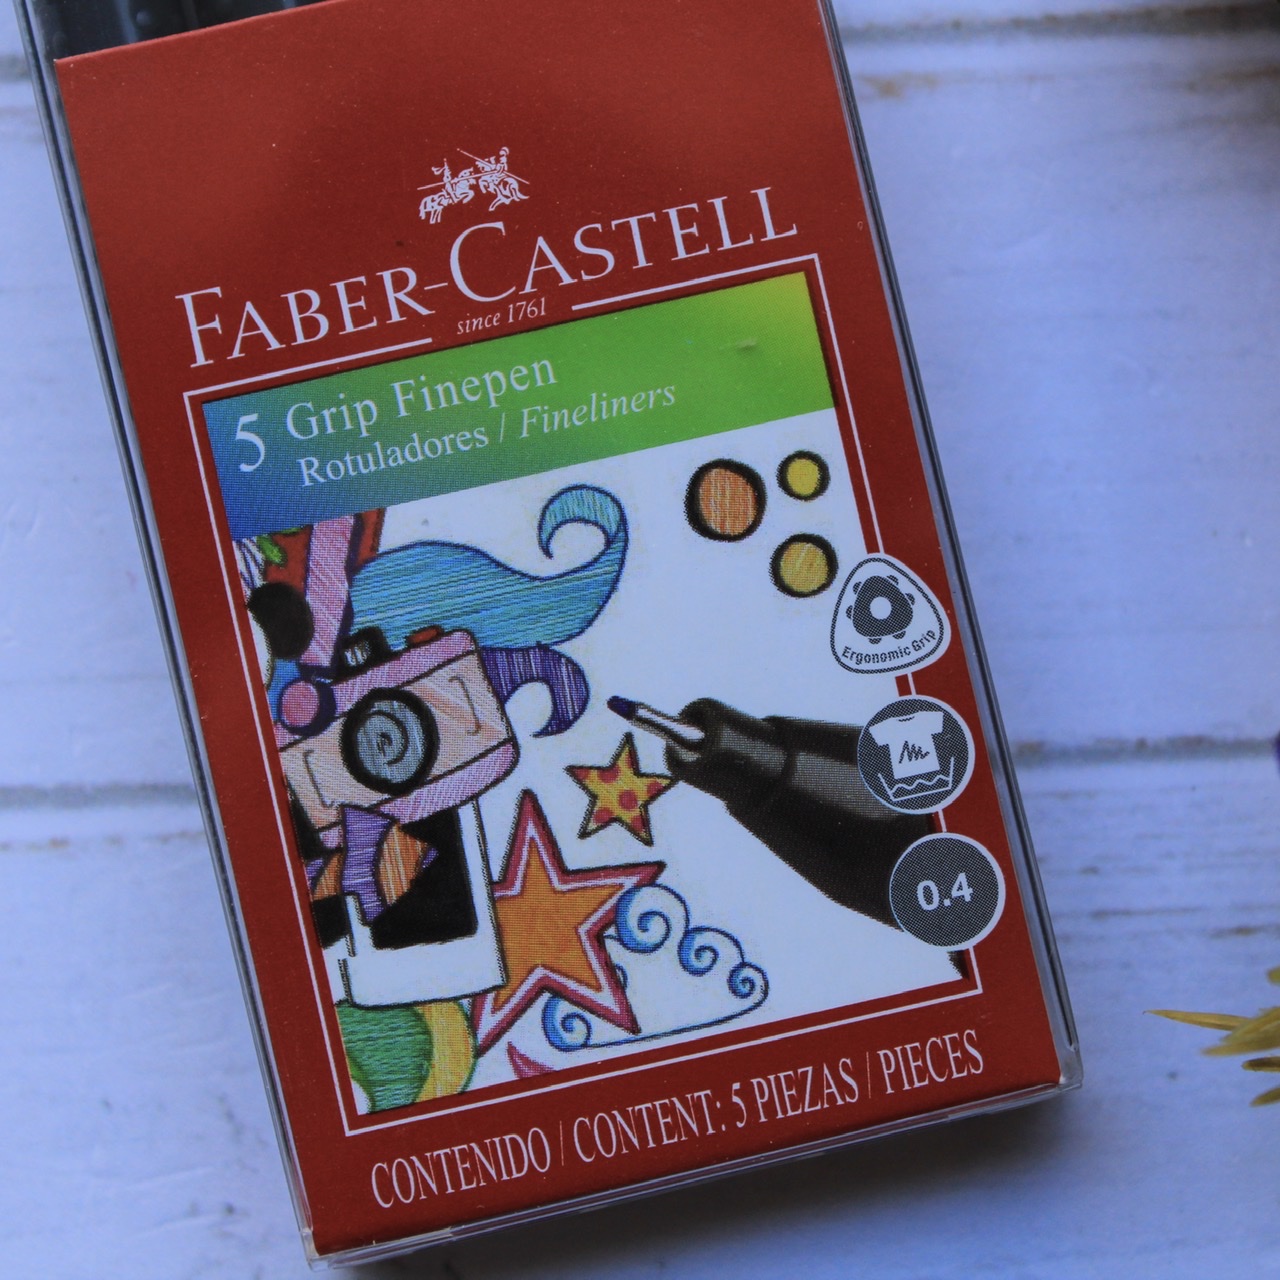 FABER-CASTELL
since 1761
5 Grip Finepen
Rotuladores / Fineliners
Ergonomic Grip
0.4
CONTENIDO / CONTENT: 5 PIEZAS / PIECES